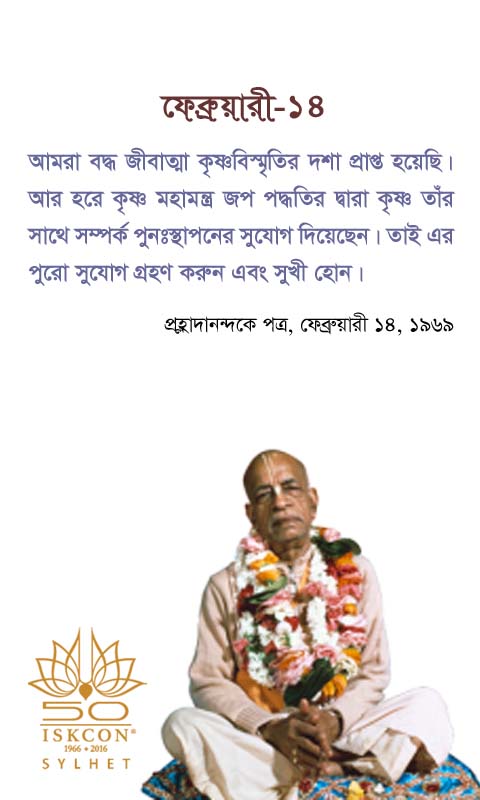 ফেব্রুয়ারী-১৪
আমরা বদ্ধ জীবাত্মা কৃষ্ণবিস্মৃতির দশা প্রাপ্ত হয়েছি।
আর হরে কৃষ্ণ মহামন্ত্র জপ পদ্ধতির দ্বারা কৃষ্ণ তাঁর
সাথে সম্পর্ক পুনঃস্থাপনের সুযোগ দিয়েছেন। তাই এর
পুরো সুযোগ গ্রহণ করুন এবং সুখী হোন।
প্রহ্লাদানন্দকে পত্র, ফেব্রুয়ারী ১৪, ১৯৬৯
50
ISKCON®
1966 • 2016
SYLHET